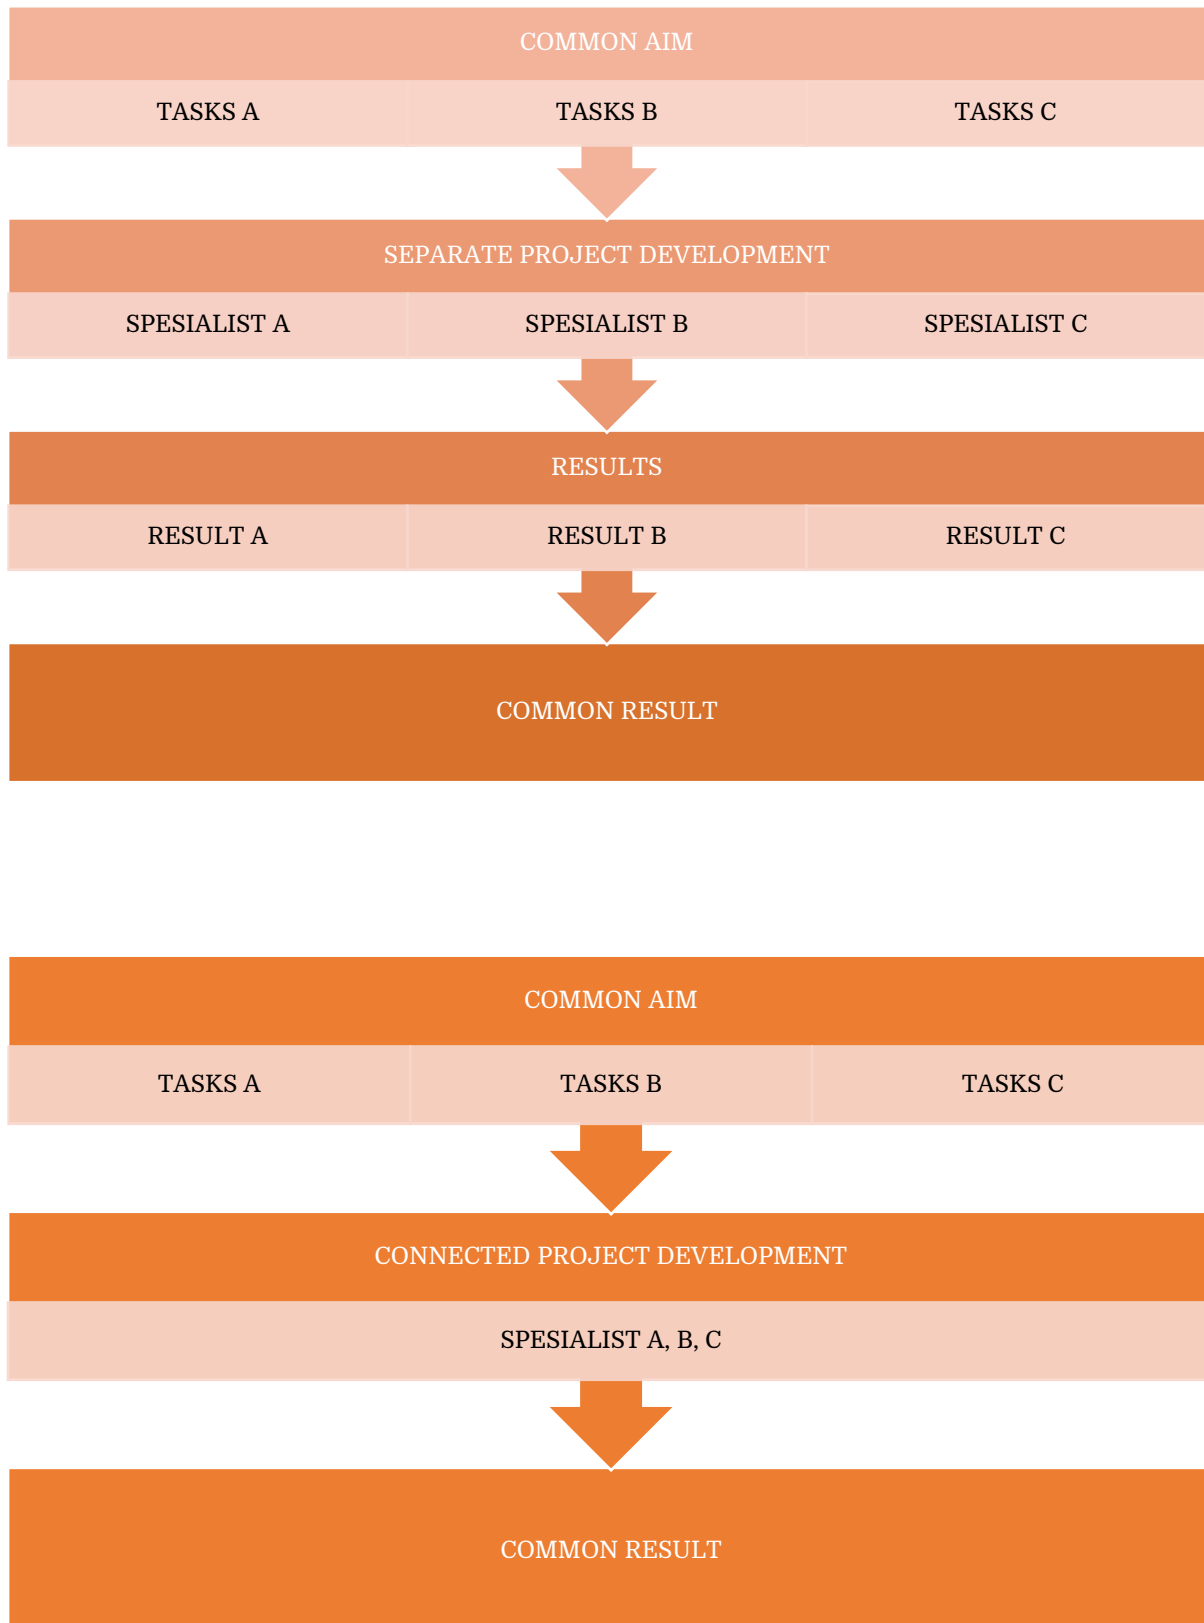 COMMON AIM
TASKS A TASKS B TASKS C
SEPARATE PROJECT DEVELOPMENT
SPESIALIST A SPESIALIST B SPESIALIST C
RESULTS
RESULT A RESULT B RESULT C
COMMON RESULT
COMMON AIM
TASKS A TASKS B TASKS C
CONNECTED PROJECT DEVELOPMENT
SPESIALIST A, B, C
COMMON RESULT